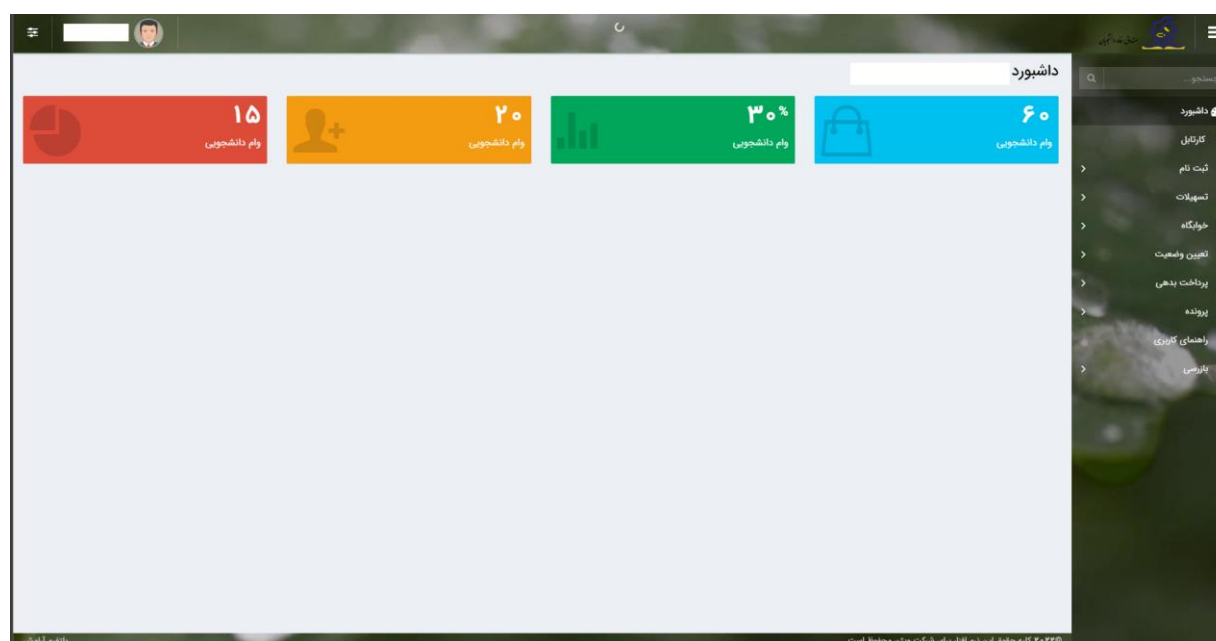 داشبورد
۶۰
وام دانشجویی
۳۰%
وام دانشجویی
۲۰
وام دانشجویی
۱۵
وام دانشجویی
جستجو...
داشبورد
کارتابل
ثبت نام
تسهیلات
خوابگاه
تعیین وضعیت
پرداخت بدهی
پرونده
راهنمای کاربری
بازرسی